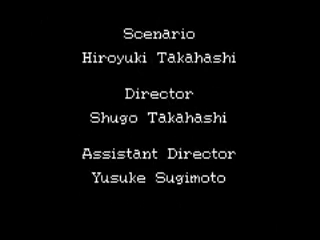 Scenario
Hiroyuki Takahashi
Director
Shugo Takahashi
Assistant Director
Yusuke Sugimoto